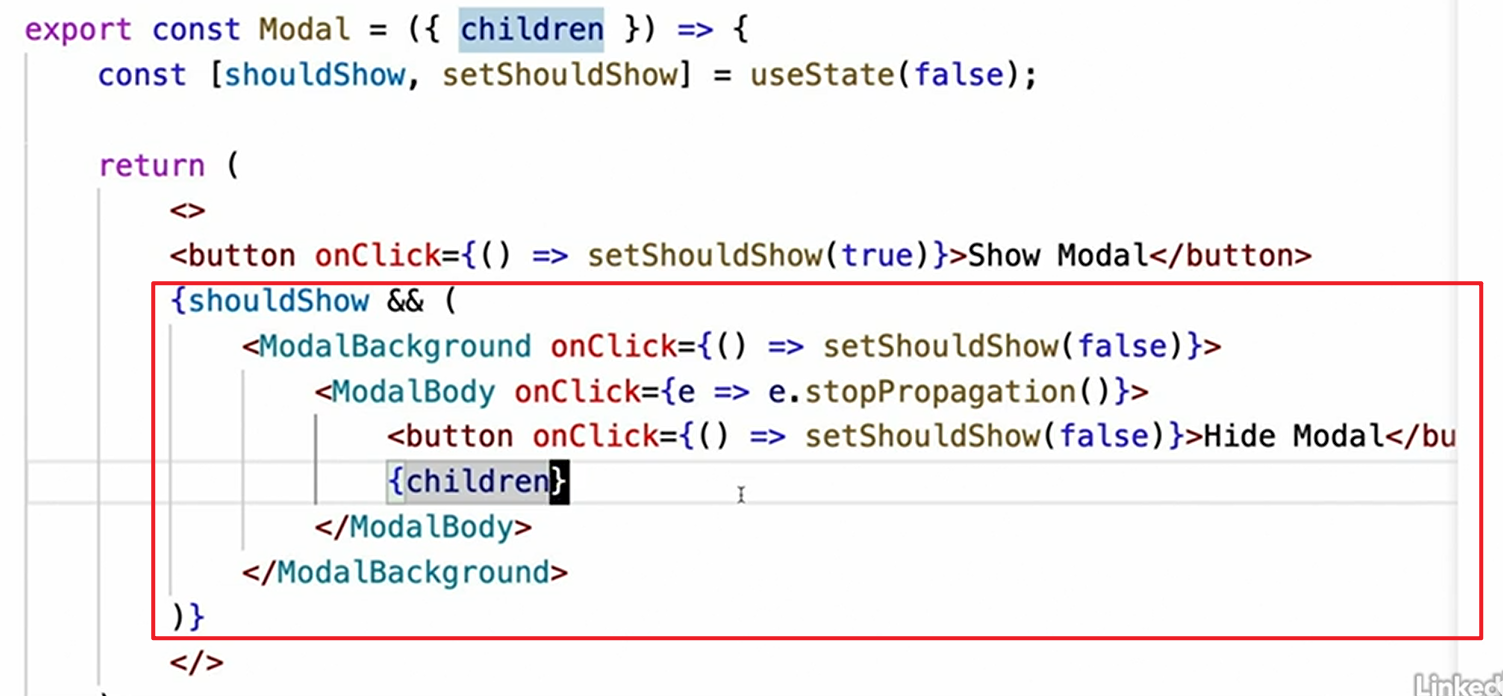 export const Modal = ({ children }) => {
const [shouldShow, setShouldShow] = useState(false);
return (
<>
<button onClick={() => setShouldShow(true)}>Show Modal</button>
{shouldShow && (
<ModalBackground onClick={() => setShouldShow(false)}>
<ModalBody onClick={e => e.stopPropagation()}>
<button onClick={() => setShouldShow(false)}>Hide Modal</bu
{children}
</ModalBody>
</ModalBackground>
)}
</>
Linked